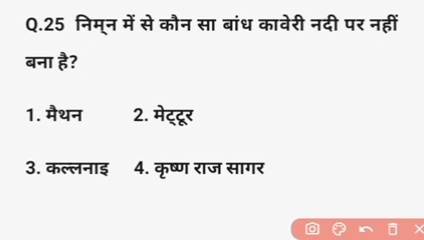 Q.25 निम्न में से कौन सा बांध कावेरी नदी पर नहीं
बना है?
1. मैथन 2. मेट्टूर
3. कल्लनाइ 4. कृष्ण राज सागर